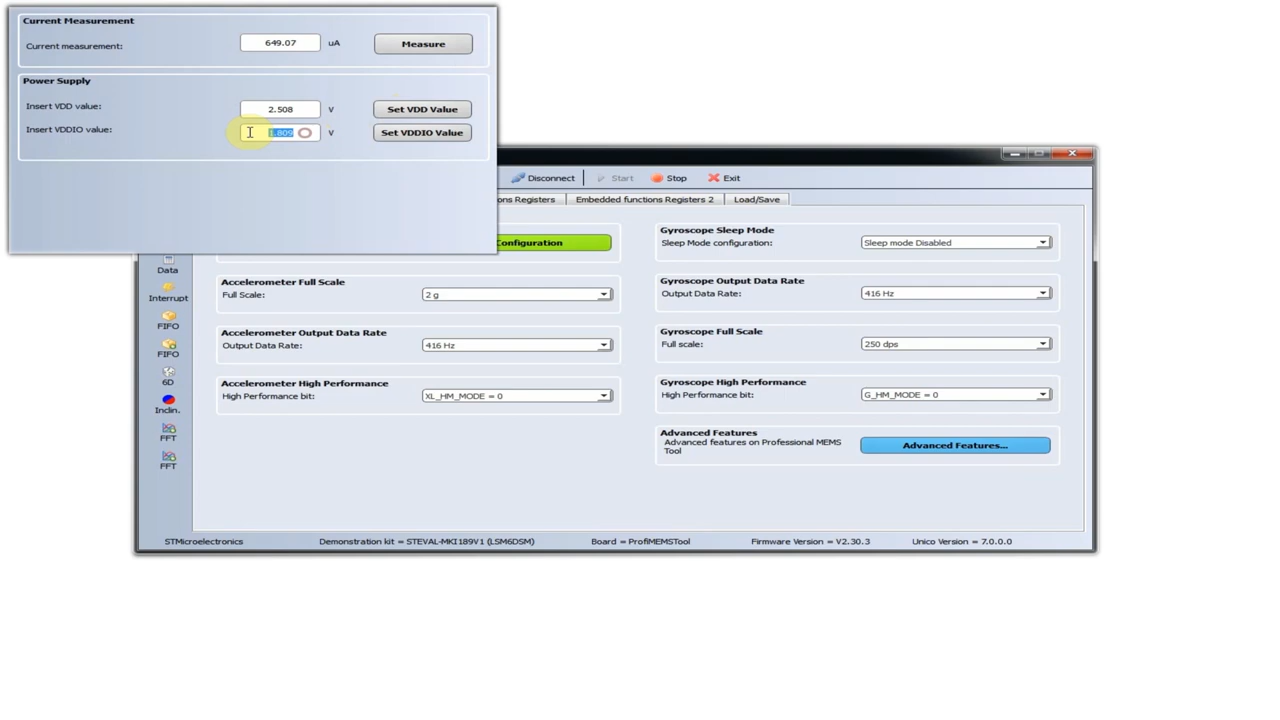 Current Measurement
Current measurement: 649.07 uA Measure
Power Supply
Insert VDD value: 2.508 V Set VDD Value
Insert VDDIO value: 1.809 V Set VDDIO Value
Disconnect Start Stop Exit
ons Registers Embedded functions Registers 2 Load/Save
Configuration
Gyroscope Sleep Mode
Sleep Mode configuration: Sleep mode Disabled
Data
Interrupt
FIFO
FIFO
6D
Inclin.
FFT
FFT
Accelerometer Full Scale
Full Scale: 2 g
Gyroscope Output Data Rate
Output Data Rate: 416 Hz
Accelerometer Output Data Rate
Output Data Rate: 416 Hz
Gyroscope Full Scale
Full scale: 250 dps
Accelerometer High Performance
High Performance bit: XL_HM_MODE = 0
Gyroscope High Performance
High Performance bit: G_HM_MODE = 0
Advanced Features
Advanced features on Professional MEMS
Tool
Advanced Features...
STMicroelectronics Demonstration kit = STEVAL-MKI189V1 (LSM6DSM) Board = ProfiMEMSTool Firmware Version = V2.30.3 Unico Version = 7.0.0.0